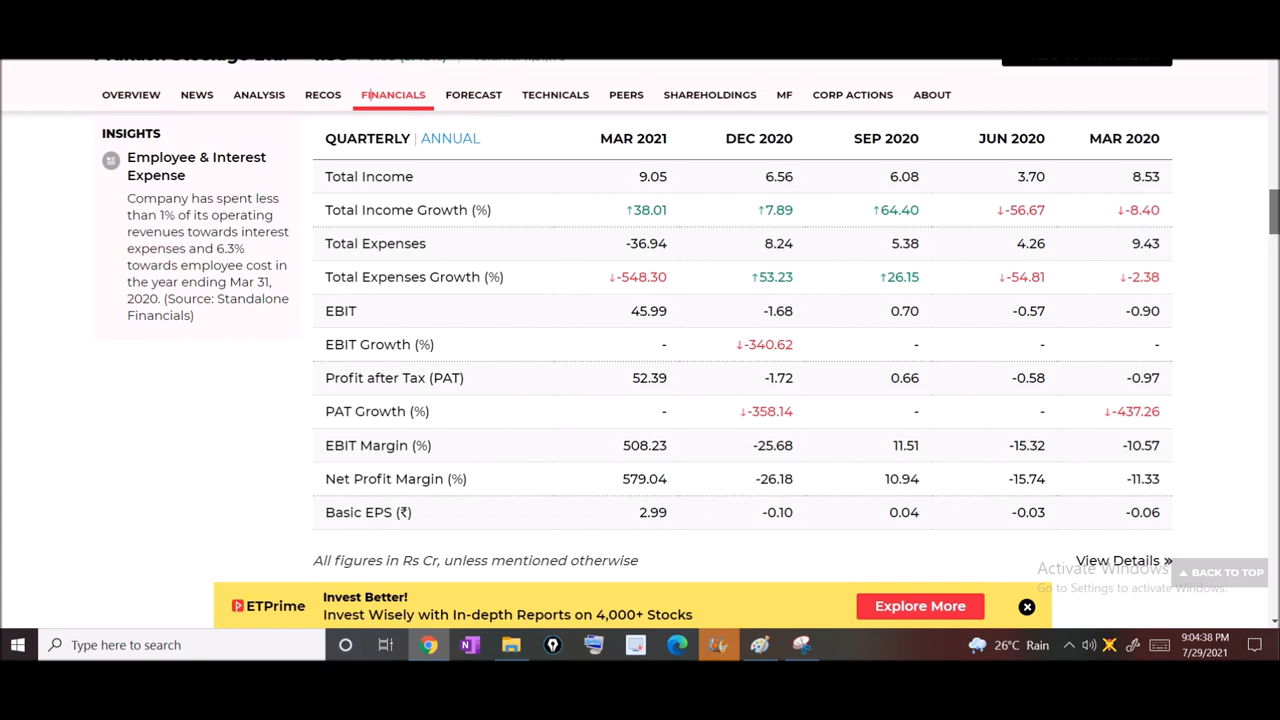 OVERVIEW NEWS ANALYSIS RECOS FINANCIALS FORECAST TECHNICALS PEERS SHAREHOLDINGS MF CORP ACTIONS ABOUT
INSIGHTS
Employee & Interest
Expense
Company has spent less
than 1% of its operating
revenues towards interest
expenses and 6.3%
towards employee cost in
the year ending Mar 31,
2020. (Source: Standalone
Financials)
QUARTERLY | ANNUAL MAR 2021 DEC 2020 SEP 2020 JUN 2020 MAR 2020
Total Income 9.05 6.56 6.08 3.70 8.53
Total Income Growth (%) ↑38.01 ↑7.89 ↑64.40 ↓-56.67 ↓-8.40
Total Expenses -36.94 8.24 5.38 4.26 9.43
Total Expenses Growth (%) ↓-548.30 ↑53.23 ↑26.15 ↓-54.81 ↓-2.38
EBIT 45.99 -1.68 0.70 -0.57 -0.90
EBIT Growth (%) - ↓-340.62 - - -
Profit after Tax (PAT) 52.39 -1.72 0.66 -0.58 -0.97
PAT Growth (%) - ↓-358.14 - - ↓-437.26
EBIT Margin (%) 508.23 -25.68 11.51 -15.32 -10.57
Net Profit Margin (%) 579.04 -26.18 10.94 -15.74 -11.33
Basic EPS (₹) 2.99 -0.10 0.04 -0.03 -0.06
All figures in Rs Cr, unless mentioned otherwise View Details »
Activate Windows
Go to Settings to activate Windows.
BACK TO TOP
ETPrime
Invest Better!
Invest Wisely with In-depth Reports on 4,000+ Stocks
Explore More
Type here to search
26°C Rain
9:04:38 PM
7/29/2021